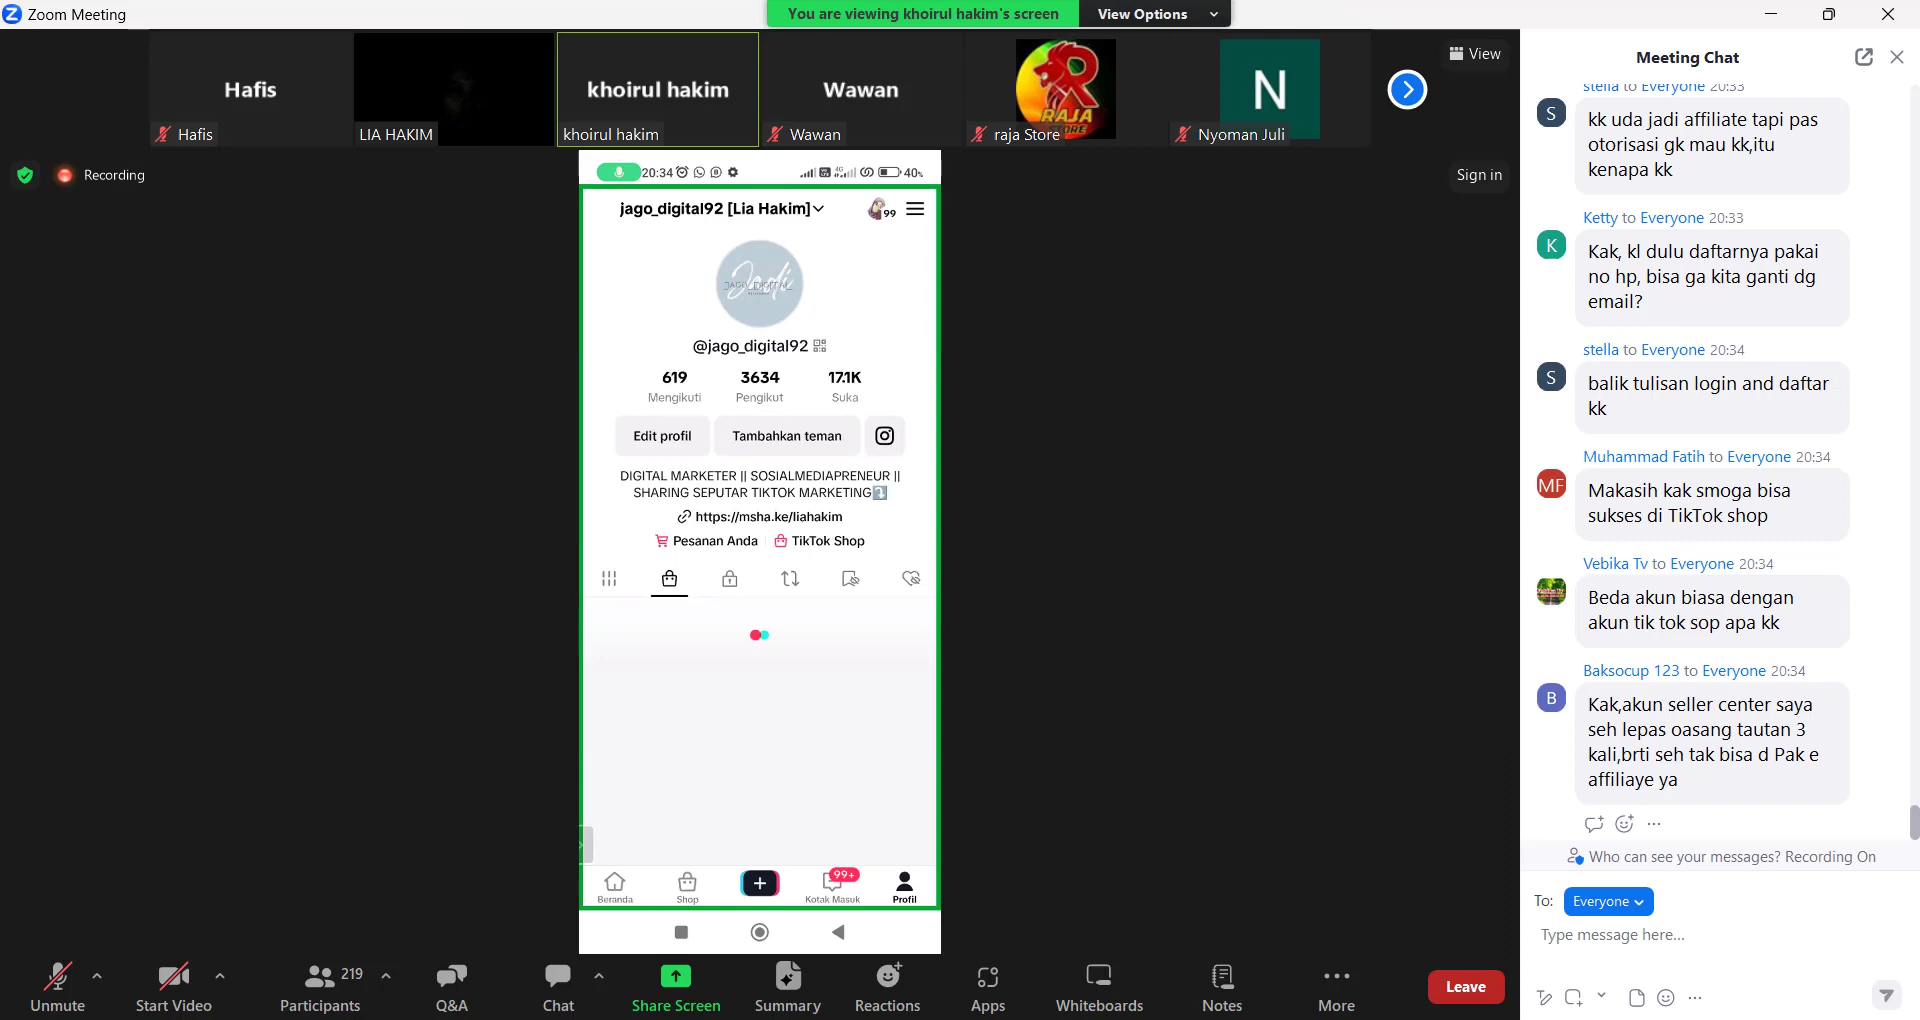 Zoom Meeting
You are viewing khoirul hakim's screen
View Options
View
Hafis
Hafis
LIA HAKIM
khoirul hakim
khoirul hakim
Wawan
Wawan
RAJA
raja Store
N
Nyoman Juli
Recording
Sign in
20:34
40%
jago_digital92 [Lia Hakim]
99
Jadi
JAGO_DIGITAL
@jago_digital92
619
3634
17.1K
Mengikuti
Pengikut
Suka
Edit profil
Tambahkan teman
DIGITAL MARKETER || SOSIALMEDIAPRENEUR ||
SHARING SEPUTAR TIKTOK MARKETING
https://msha.ke/liahakim
Pesanan Anda
TikTok Shop
99+
Beranda
Shop
Kotak Masuk
Profil
Unmute
Start Video
219
Participants
Q&A
Chat
Share Screen
Summary
Reactions
Apps
Whiteboards
Notes
More
Leave
Meeting Chat
stella to Everyone 20:33
S
kk uda jadi affiliate tapi pas
otorisasi gk mau kk,itu
kenapa kk
Ketty to Everyone 20:33
K
Kak, kl dulu daftarnya pakai
no hp, bisa ga kita ganti dg
email?
stella to Everyone 20:34
S
balik tulisan login and daftar
kk
Muhammad Fatih to Everyone 20:34
MF
Makasih kak smoga bisa
sukses di TikTok shop
Vebika Tv to Everyone 20:34
Beda akun biasa dengan
akun tik tok sop apa kk
Baksocup 123 to Everyone 20:34
B
Kak,akun seller center saya
seh lepas oasang tautan 3
kali,brti seh tak bisa d Pak e
affiliaye ya
Who can see your messages? Recording On
To: Everyone
Type message here...